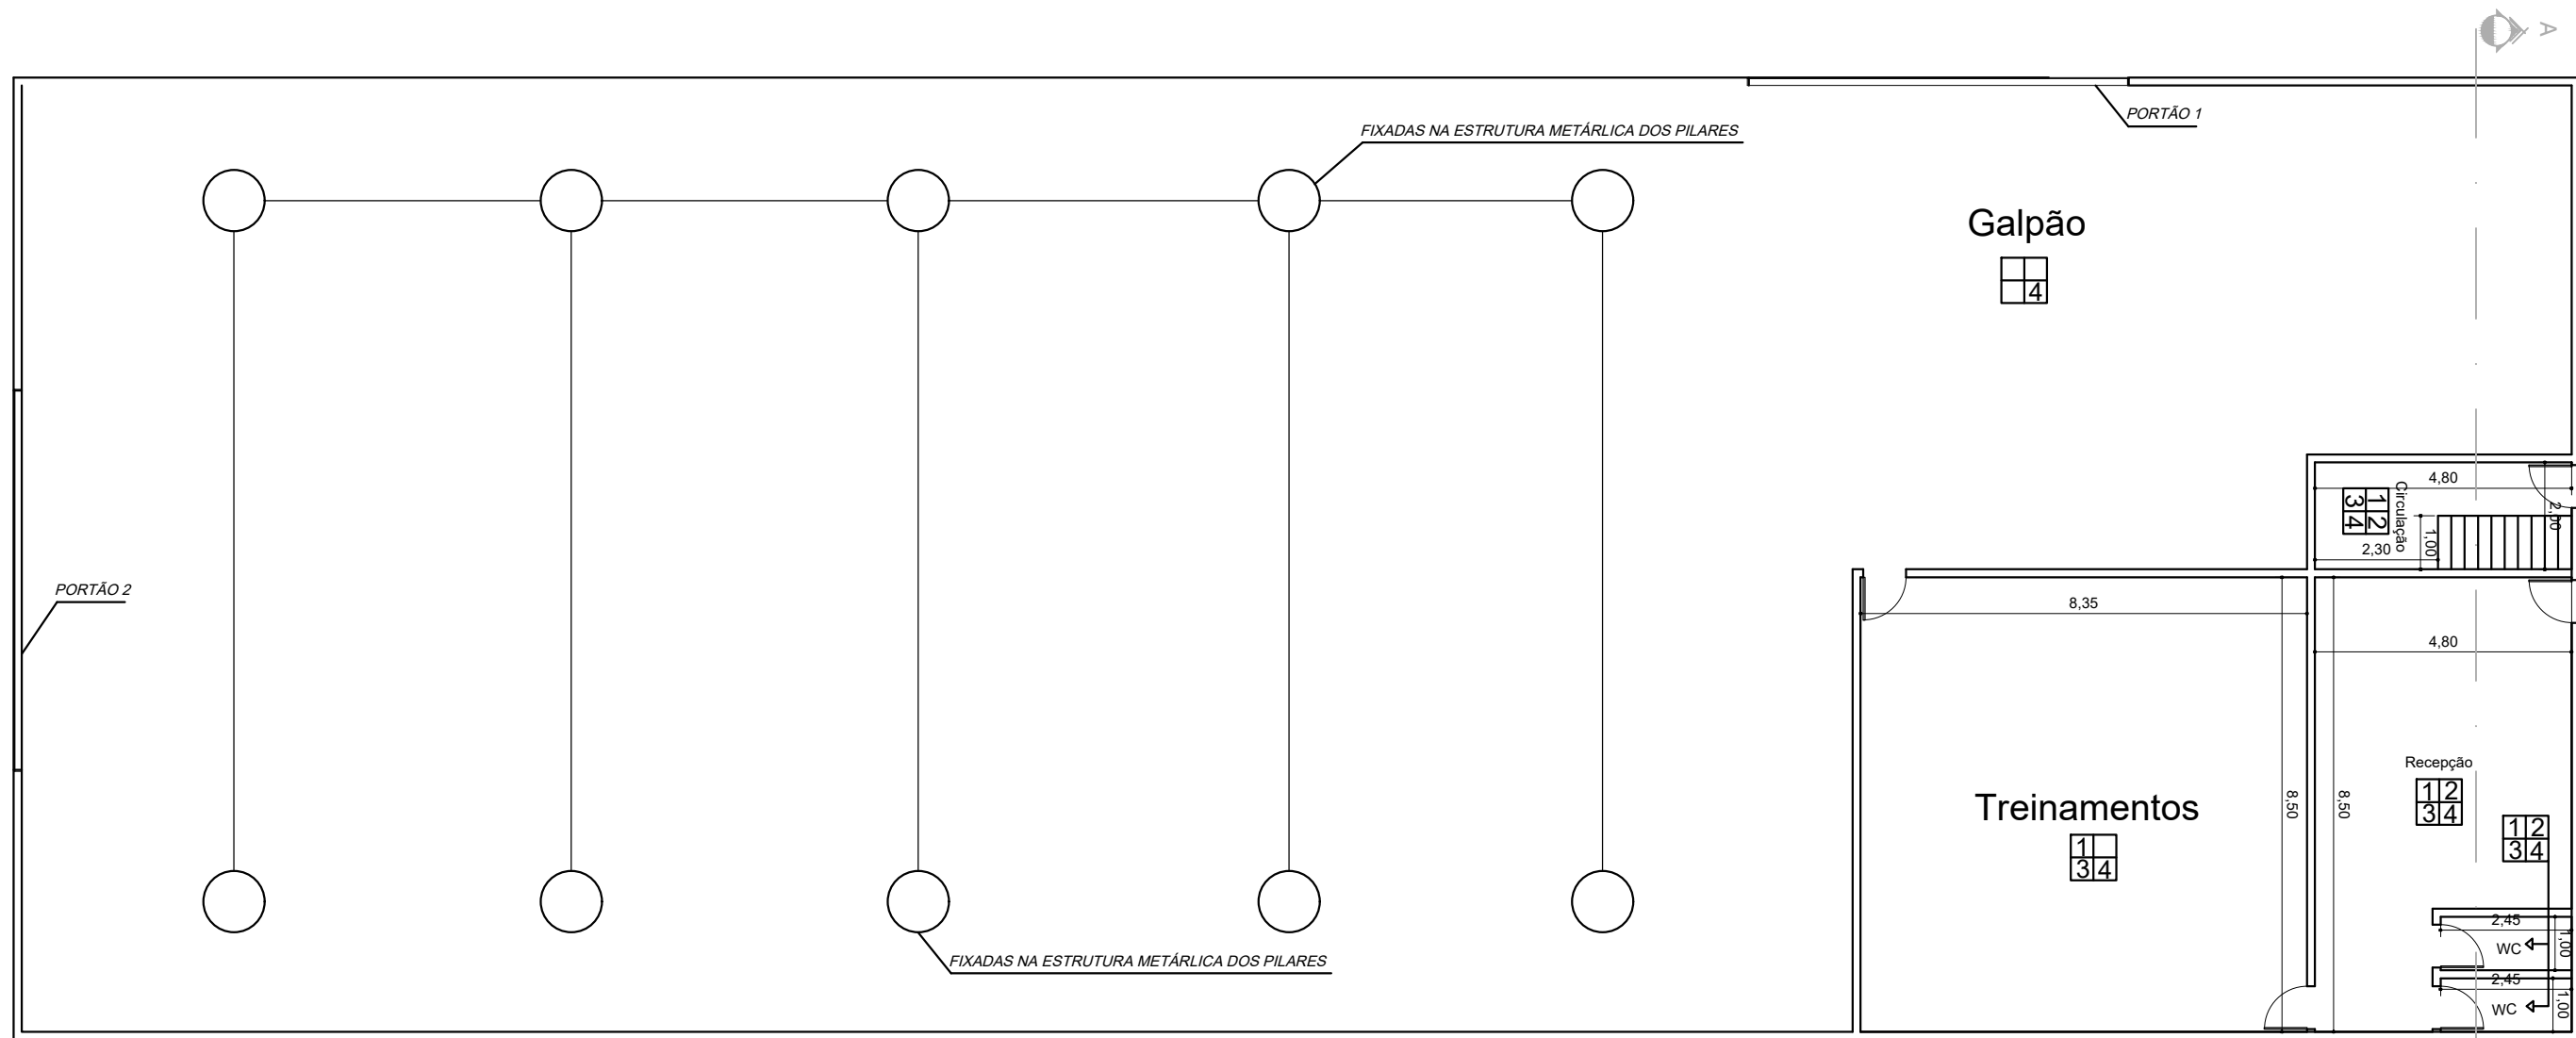 A
PORTÃO 1
FIXADAS NA ESTRUTURA METÁRLICA DOS PILARES
Galpão
4
4,80
Circulação
1 2
3 4
2,00
1,00
2,30
PORTÃO 2
8,35
4,80
Recepção
1 2
3 4
8,50
8,50
Treinamentos
1
3 4
1 2
3 4
2,45
1,00
WC
2,45
1,00
WC
FIXADAS NA ESTRUTURA METÁRLICA DOS PILARES